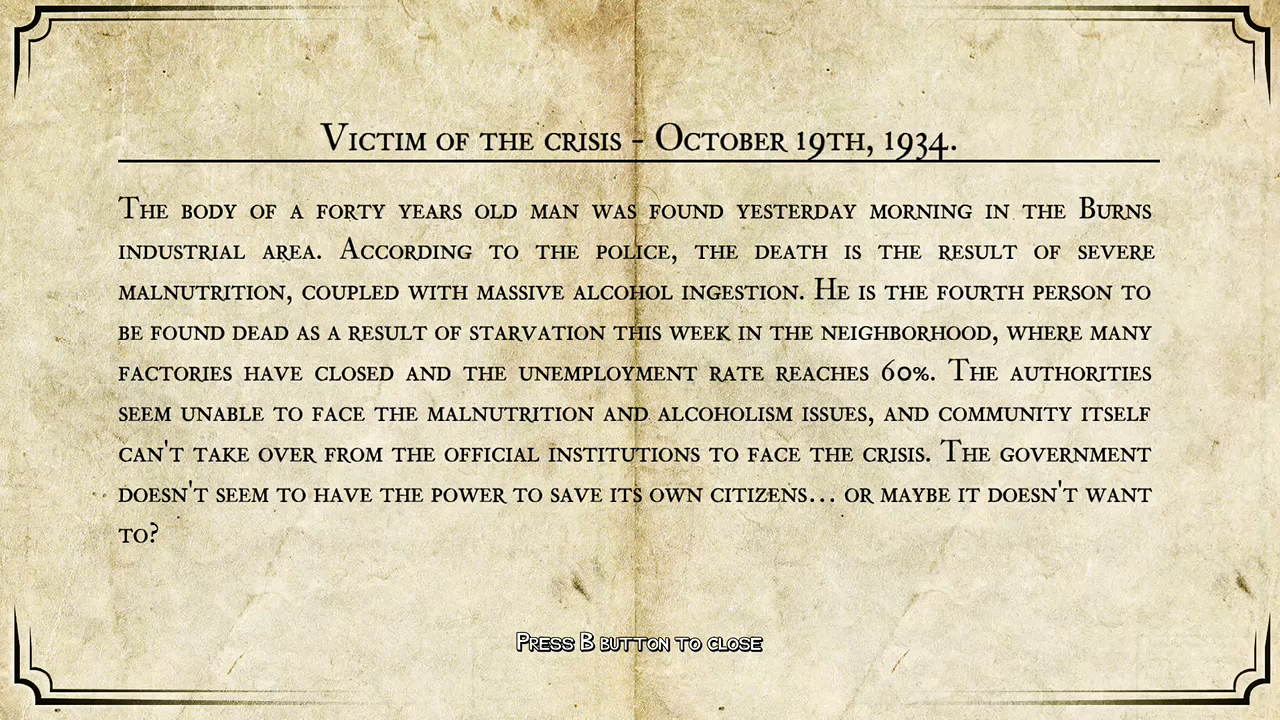 Victim of the crisis - October 19th, 1934.
The body of a forty years old man was found yesterday morning in the Burns
industrial area. According to the police, the death is the result of severe
malnutrition, coupled with massive alcohol ingestion. He is the fourth person to
be found dead as a result of starvation this week in the neighborhood, where many
factories have closed and the unemployment rate reaches 60%. The authorities
seem unable to face the malnutrition and alcoholism issues, and community itself
can't take over from the official institutions to face the crisis. The government
doesn't seem to have the power to save its own citizens... or maybe it doesn't want
to?
Press B button to close